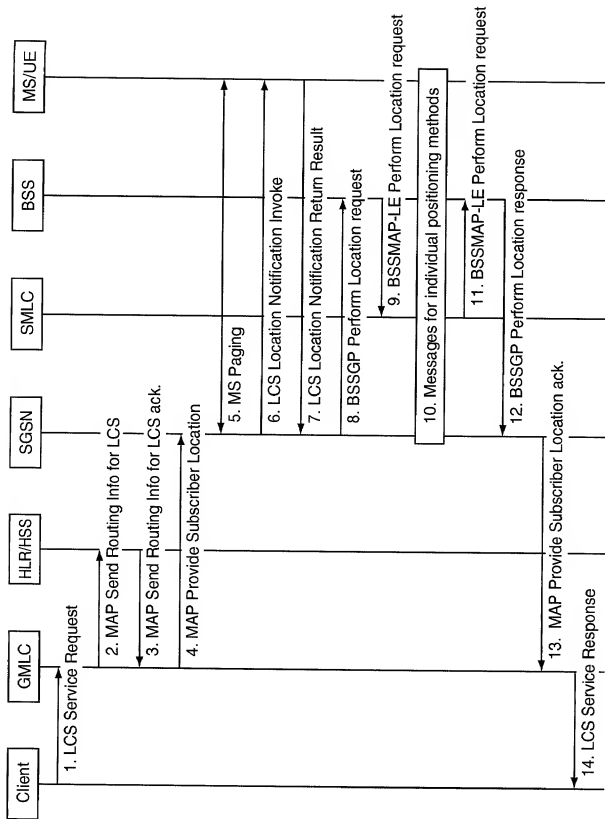 Client
GMLC
HLR/HSS
SGSN
SMLC
BSS
MS/UE
1. LCS Service Request
2. MAP Send Routing Info for LCS
3. MAP Send Routing Info for LCS ack.
4. MAP Provide Subscriber Location
5. MS Paging
6. LCS Location Notification Invoke
7. LCS Location Notification Return Result
8. BSSGP Perform Location request
9. BSSMAP-LE Perform Location request
10. Messages for individual positioning methods
11. BSSMAP-LE Perform Location request
12. BSSGP Perform Location response
13. MAP Provide Subscriber Location ack.
14. LCS Service Response